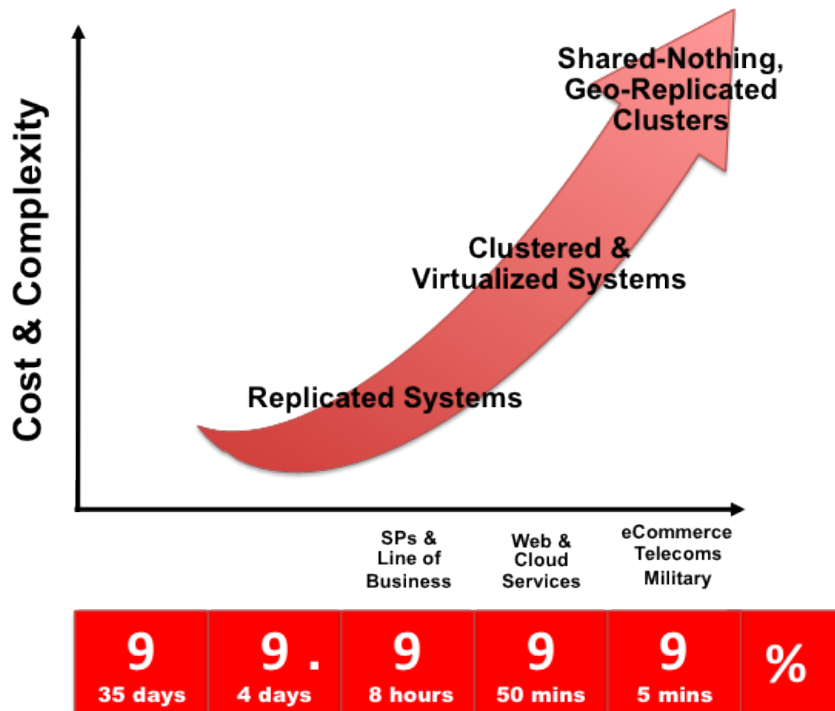 Cost & Complexity
Shared-Nothing,
Geo-Replicated
Clusters
Clustered &
Virtualized Systems
Replicated Systems
SPs &
Line of
Business
Web &
Cloud
Services
eCommerce
Telecoms
Military
9 9 . 9 9 9 %
35 days 4 days 8 hours 50 mins 5 mins